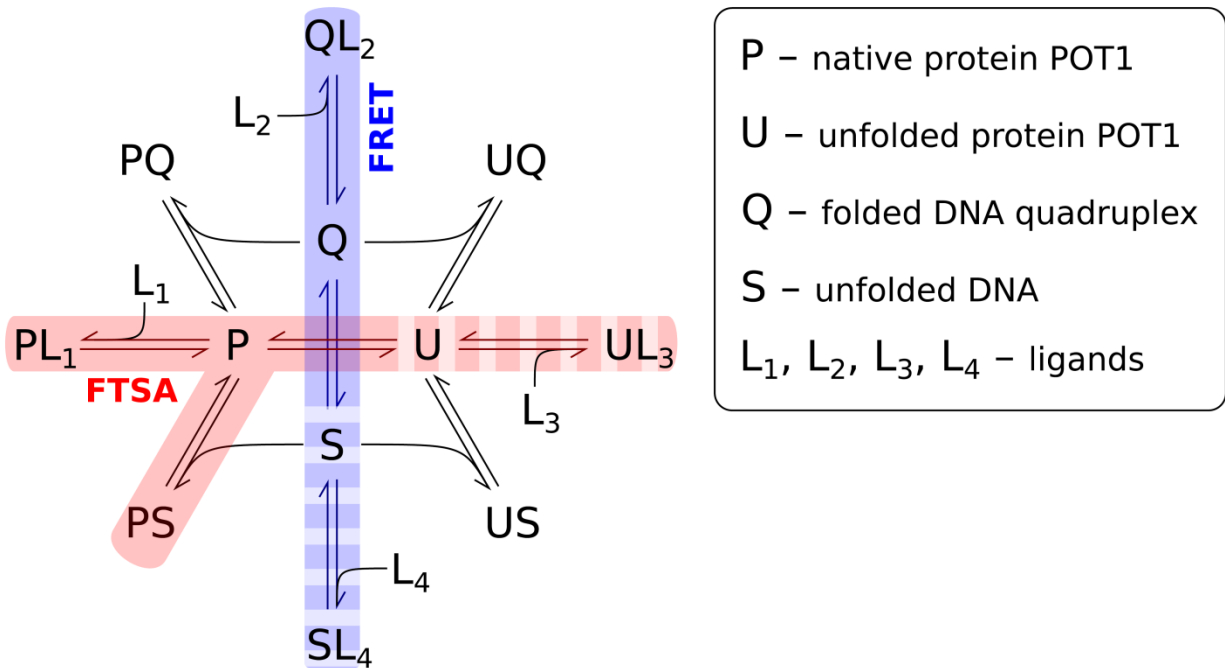 QL₂
L₂
FRET
PQ
UQ
Q
L₁
PL₁
P
U
UL₃
FTSA
L₃
S
PS
US
L₄
SL₄
P – native protein POT1
U – unfolded protein POT1
Q – folded DNA quadruplex
S – unfolded DNA
L₁, L₂, L₃, L₄ – ligands